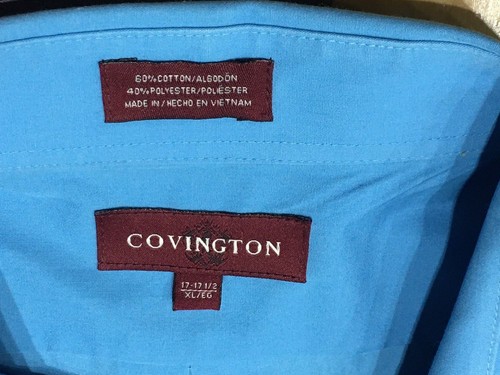 60% COTTON/ALGODÓN
40% POLYESTER/POLIÉSTER
MADE IN/HECHO EN VIETNAM
COVINGTON
17-17 1/2
XL/EG